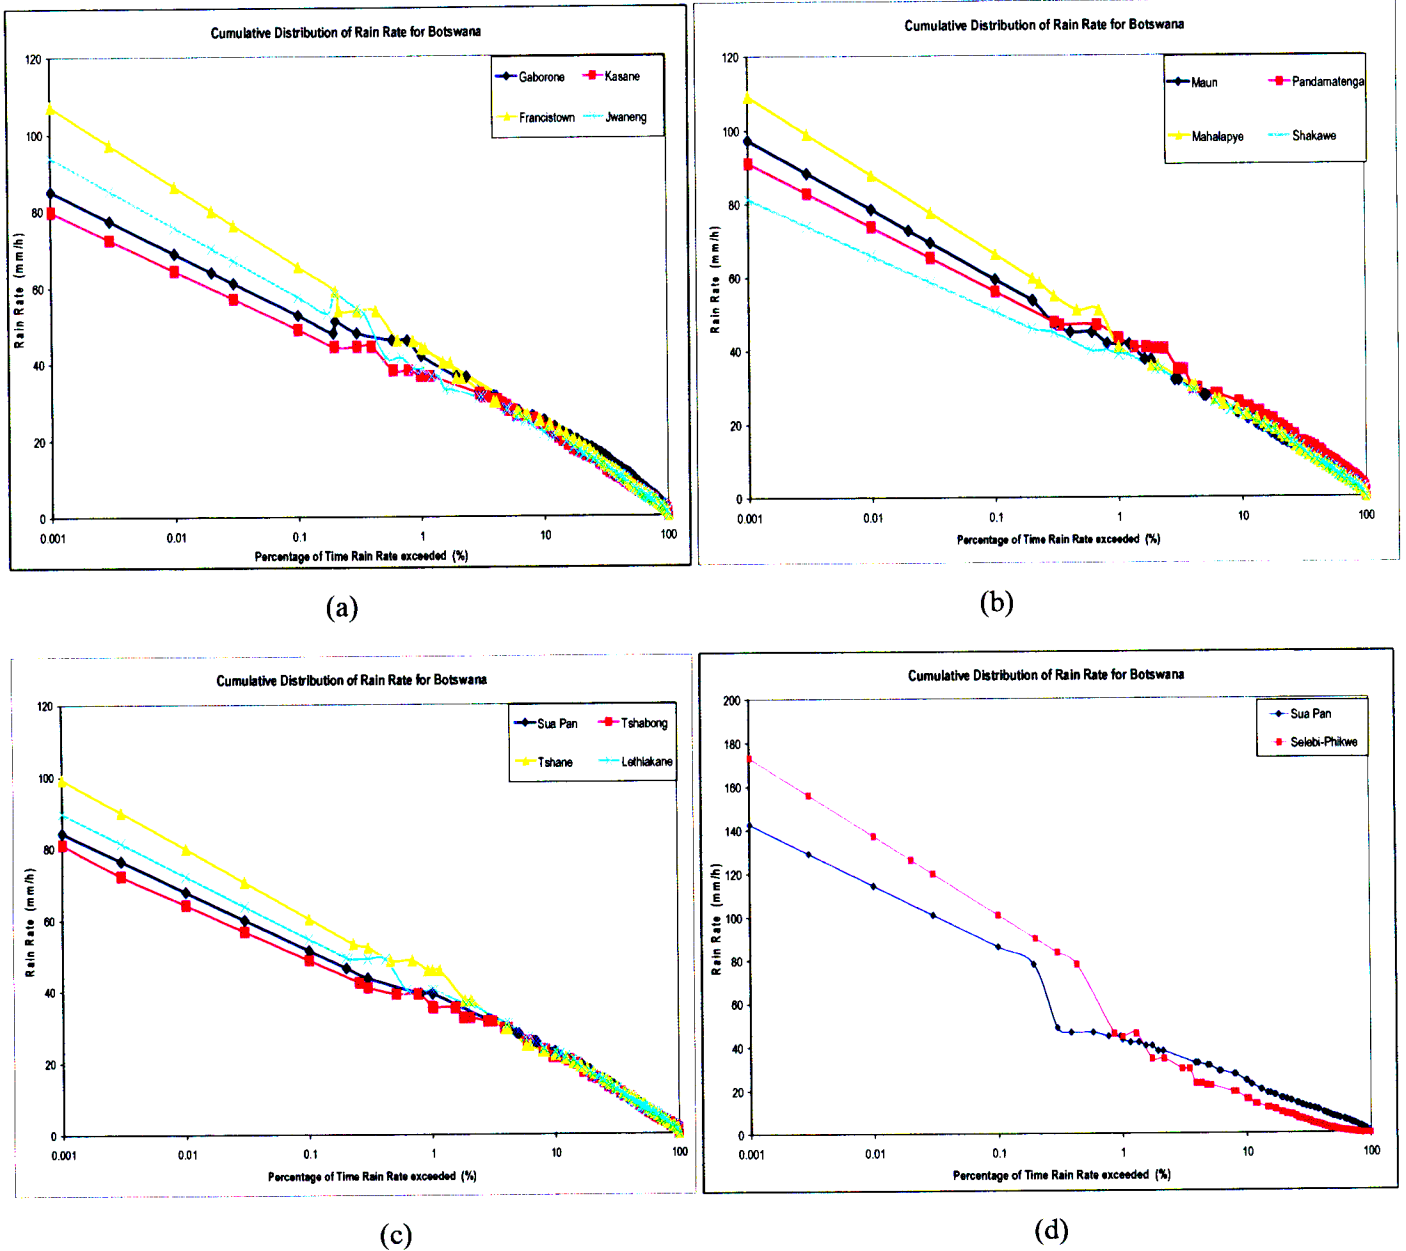 Cumulative Distribution of Rain Rate for Botswana
120
100
80
60
40
20
0
Rain Rate (mm/h)
Gaborone Kasane
Francistown Jwaneng
0.001 0.01 0.1 1 10 100
Percentage of Time Rain Rate exceeded (%)
(a)
Cumulative Distribution of Rain Rate for Botswana
120
100
80
60
40
20
0
Rain Rate (mm/h)
Maun Pandamatenga
Mahalapye Shakawe
0.001 0.01 0.1 1 10 100
Percentage of Time Rain Rate exceeded (%)
(b)
Cumulative Distribution of Rain Rate for Botswana
120
100
80
60
40
20
0
Rain Rate (mm/h)
Sua Pan Tshabong
Tshane Lethlakane
0.001 0.01 0.1 1 10 100
Percentage of Time Rain Rate exceeded (%)
(c)
Cumulative Distribution of Rain Rate for Botswana
200
180
160
140
120
100
80
60
40
20
0
Rain Rate (mm/h)
Sua Pan
Selebi-Phikwe
0.001 0.01 0.1 1 10 100
Percentage of Time Rain Rate exceeded (%)
(d)